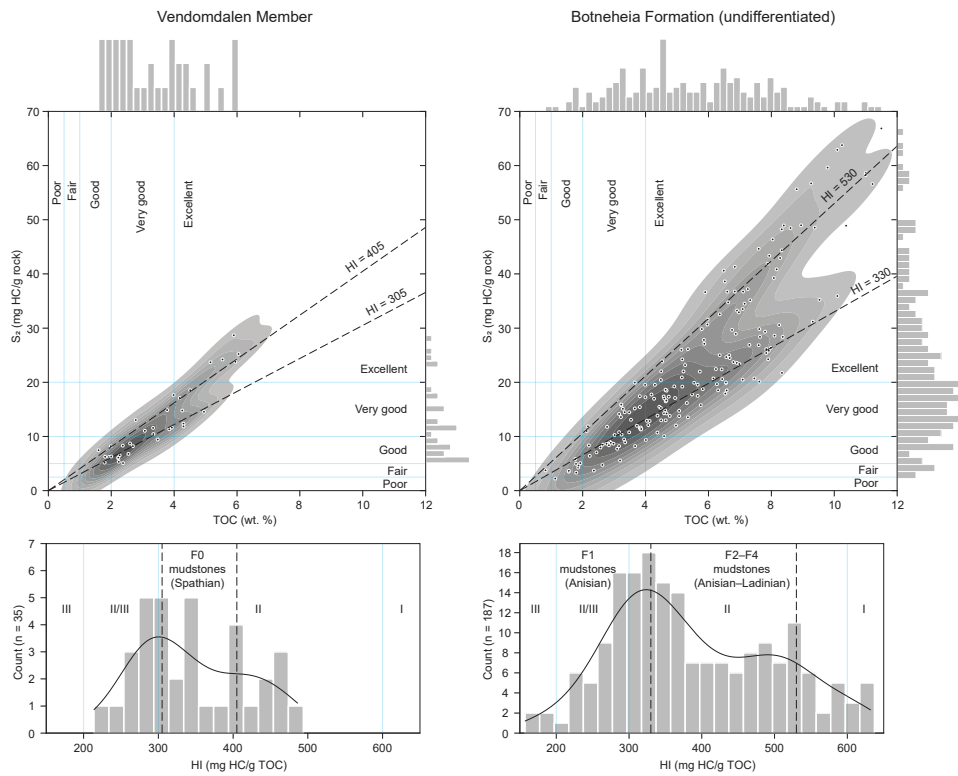 Vendomdalen Member
Botneheia Formation (undifferentiated)
70
60
50
40
30
20
10
0
S₂ (mg HC/g rock)
Poor
Fair
Good
Very good
Excellent
HI = 405
HI = 305
Excellent
Very good
Good
Fair
Poor
0 2 4 6 8 10 12
TOC (wt. %)
70
60
50
40
30
20
10
0
S₂ (mg HC/g rock)
Poor
Fair
Good
Very good
Excellent
HI = 530
HI = 330
Excellent
Very good
Good
Fair
Poor
0 2 4 6 8 10 12
TOC (wt. %)
7
6
5
4
3
2
1
0
Count (n = 35)
F0
mudstones
(Spathian)
III II/III II I
200 300 400 500 600
HI (mg HC/g TOC)
18
16
14
12
10
8
6
4
2
0
Count (n = 187)
F1
mudstones
(Anisian)
F2–F4
mudstones
(Anisian–Ladinian)
III II/III II I
200 300 400 500 600
HI (mg HC/g TOC)